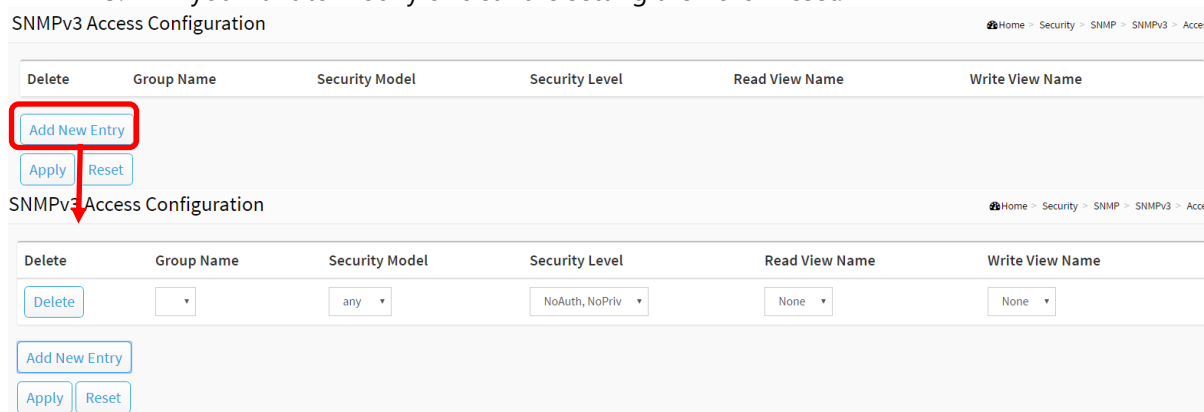 SNMPv3 Access Configuration
Home > Security > SNMP > SNMPv3 >
Delete Group Name Security Model Security Level Read View Name Write View Name
Add New Entry
Apply Reset
SNMPv3 Access Configuration
Home > Security > SNMP > SNMPv3 >
Delete Group Name Security Model Security Level Read View Name Write View Name
Delete any NoAuth, NoPriv None None
Add New Entry
Apply Reset